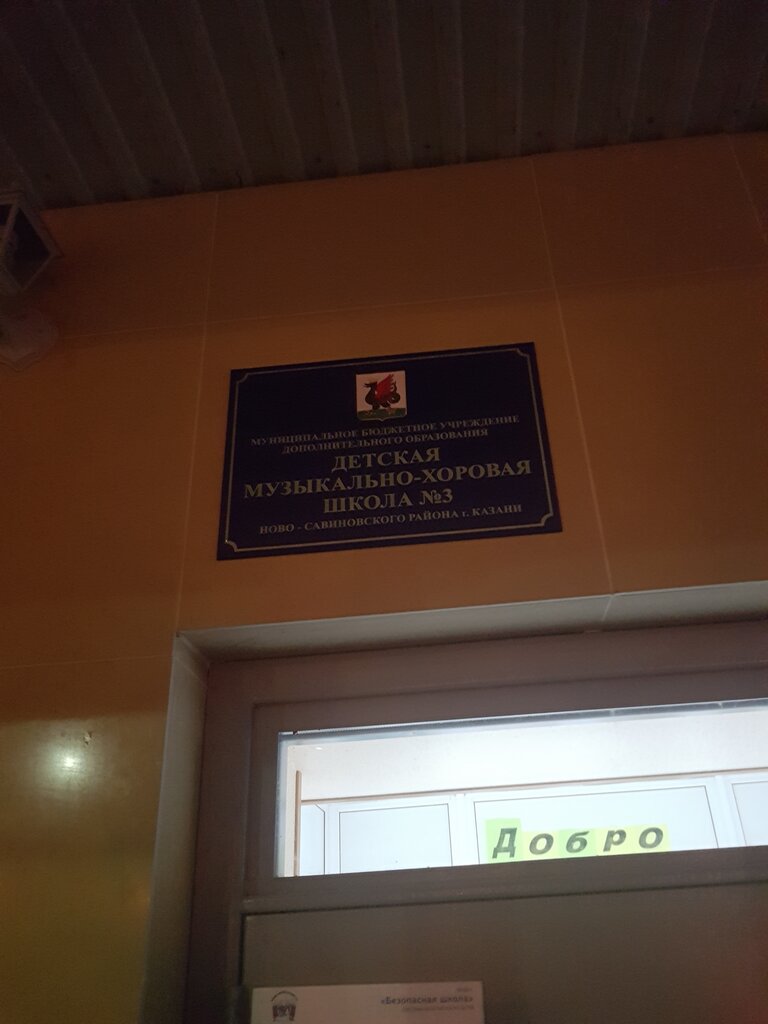 МУНИЦИПАЛЬНОЕ БЮДЖЕТНОЕ УЧРЕЖДЕНИЕ
ДОПОЛНИТЕЛЬНОГО ОБРАЗОВАНИЯ
ДЕТСКАЯ
МУЗЫКАЛЬНО-ХОРОВАЯ
ШКОЛА №3
НОВО - САВИНОВСКОГО РАЙОНА г. КАЗАНИ
Добро
«Безопасная школа»